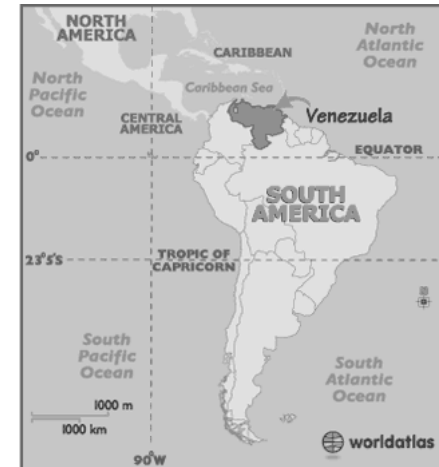 NORTH
AMERICA
North
Atlantic
Ocean
CARIBBEAN
North
Pacific
Ocean
Caribbean Sea
Venezuela
CENTRAL
AMERICA
EQUATOR
0°
SOUTH
AMERICA
TROPIC OF
CAPRICORN
23°5'S
South
Pacific
Ocean
South
Atlantic
Ocean
1000 m
1000 km
worldatlas
90°W